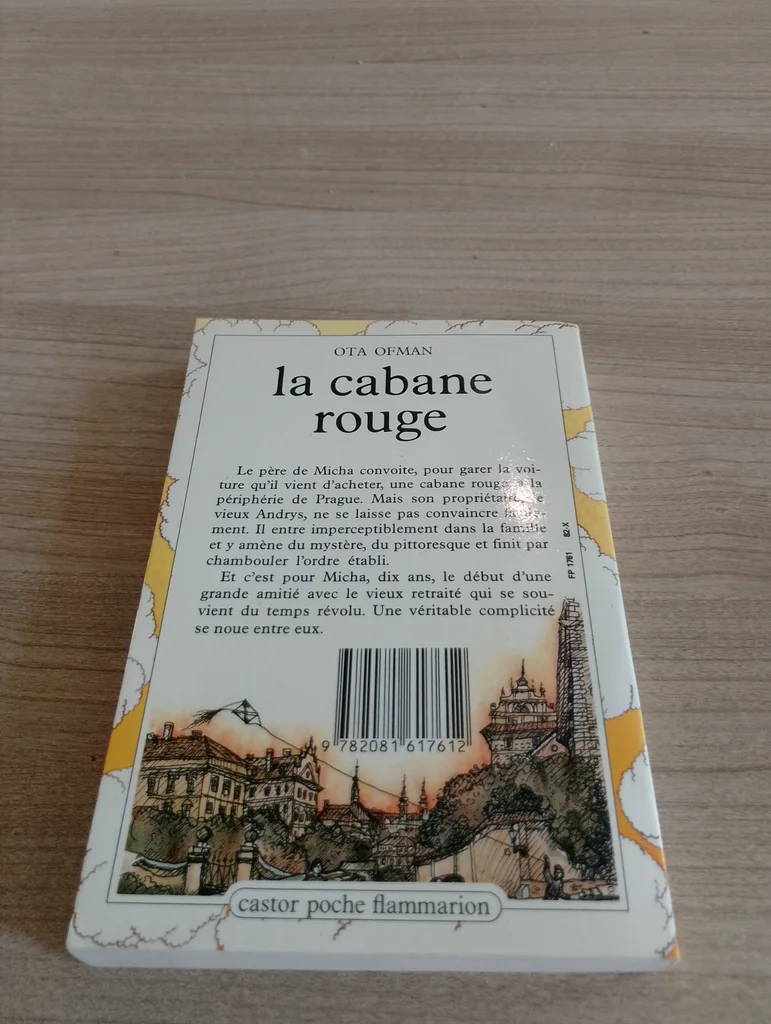 OTA OFMAN
la cabane
rouge
Le père de Micha convoite, pour garer la voi-
ture qu'il vient d'acheter, une cabane rouge à la
périphérie de Prague. Mais son propriétaire, le
vieux Andrys, ne se laisse pas convaincre
ment. Il entre imperceptiblement dans la famille
et y amène du mystère, du pittoresque et finit par
chambouler l'ordre établi.
Et c'est pour Micha, dix ans, le début d'une
grande amitié avec le vieux retraité qui se sou-
vient du temps révolu. Une véritable complicité
se noue entre eux.
FP 1761 82-X
9 782081 617612
castor poche flammarion